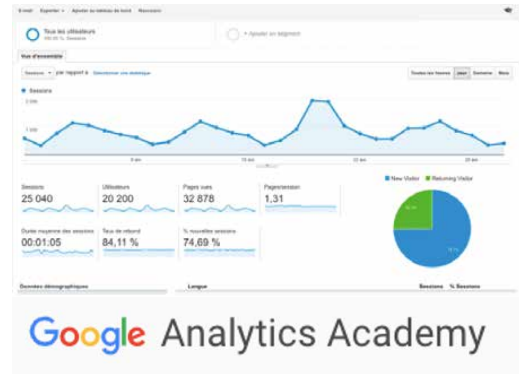 E-mail Exporter Ajouter au tableau de bord Raccourci
Tous les utilisateurs
+ Ajouter un segment
Vue d'ensemble
Sessions par rapport à Sélectionner une statistique
Toutes les heures Jour Semaine Mois
Sessions
Sessions
25 040
Utilisateurs
20 200
Pages vues
32 878
Pages/session
1,31
New Visitor Returning Visitor
Durée moyenne des sessions
00:01:05
Taux de rebond
84,11 %
% nouvelles sessions
74,69 %
Données démographiques
Langue
Sessions % Sessions
Google Analytics Academy